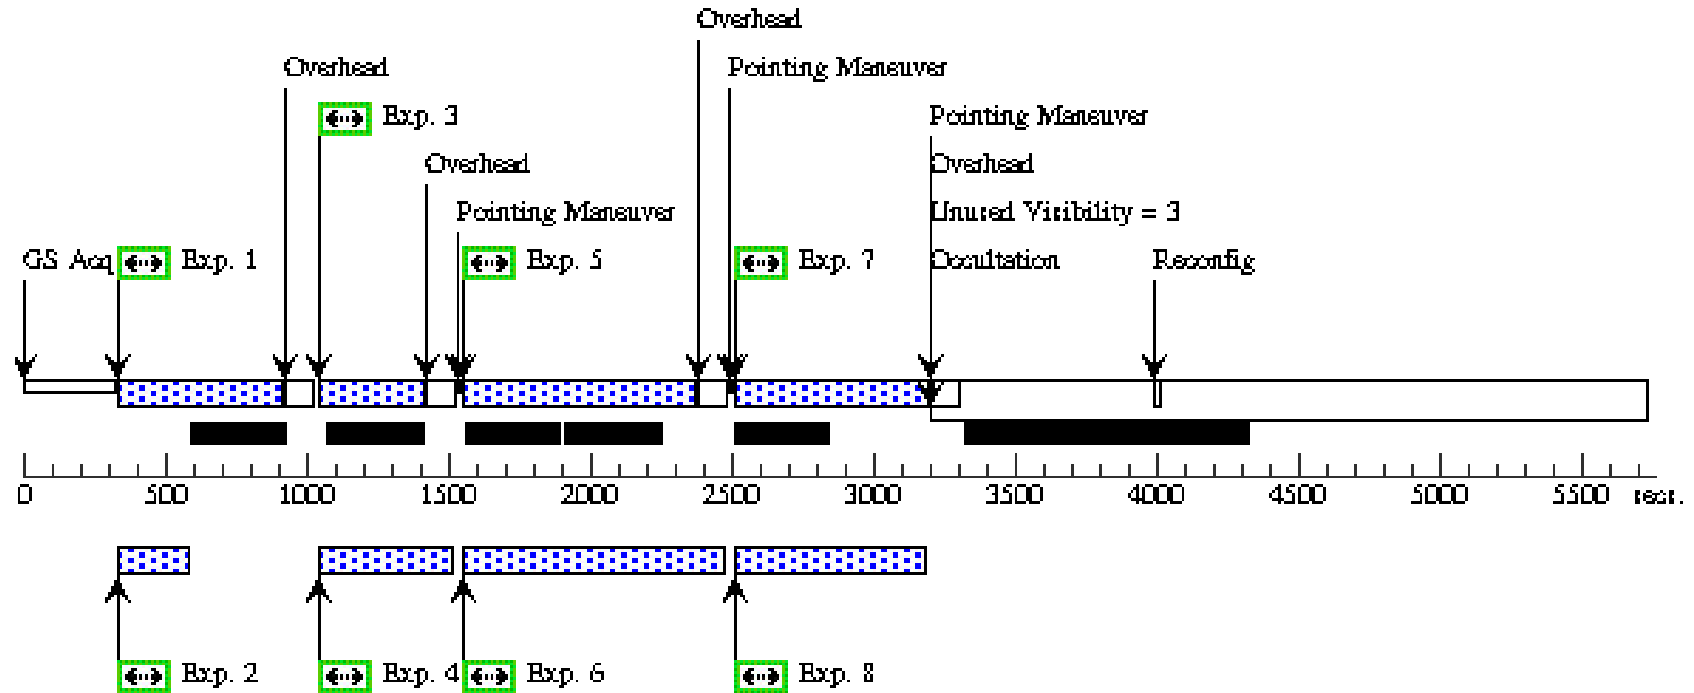 Overhead
Overhead
Pointing Maneuver
Exp. 3
Pointing Maneuver
Overhead
Overhead
Pointing Maneuver
Unused Visibility = 3
GS Acq
Exp. 1
Exp. 5
Exp. 7
Occultation
Reconfig
0 500 1000 1500 2000 2500 3000 3500 4000 4500 5000 5500 secs.
Exp. 2
Exp. 4
Exp. 6
Exp. 8